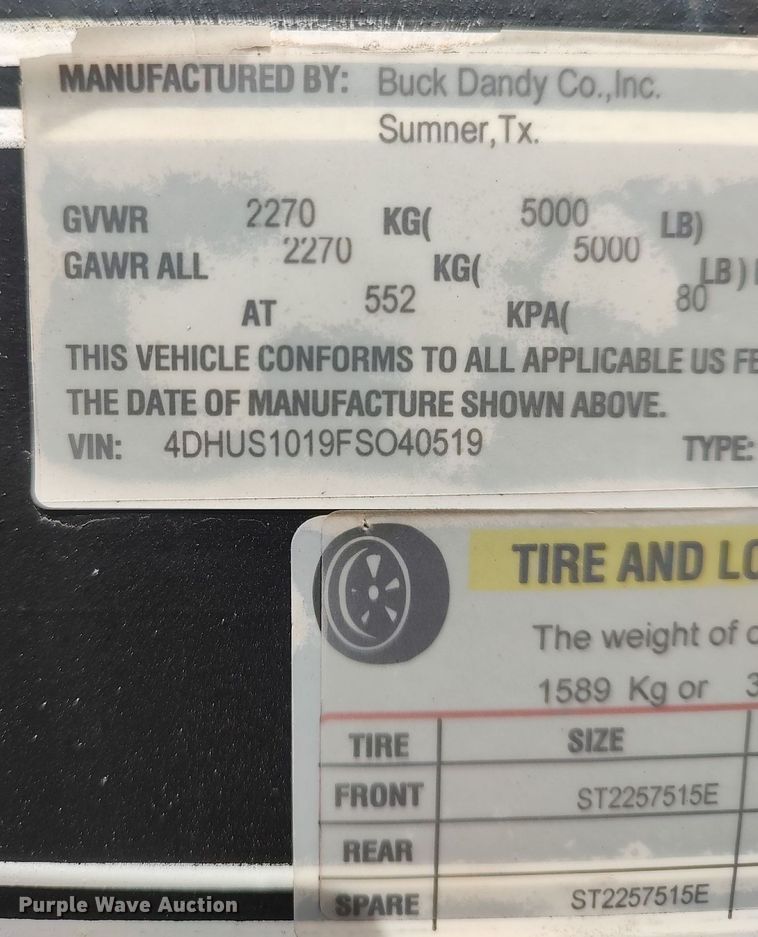 MANUFACTURED BY: Buck Dandy Co.,Inc.
Sumner,Tx.
GVWR 2270 KG( 5000 LB)
GAWR ALL 2270 KG( 5000 LB)
AT 552 KPA( 80
THIS VEHICLE CONFORMS TO ALL APPLICABLE US FE
THE DATE OF MANUFACTURE SHOWN ABOVE.
VIN: 4DHUS1019FSO40519 TYPE:
TIRE AND LO
The weight of c
1589 Kg or 3
TIRE SIZE
FRONT ST2257515E
REAR
SPARE ST2257515E
Purple Wave Auction